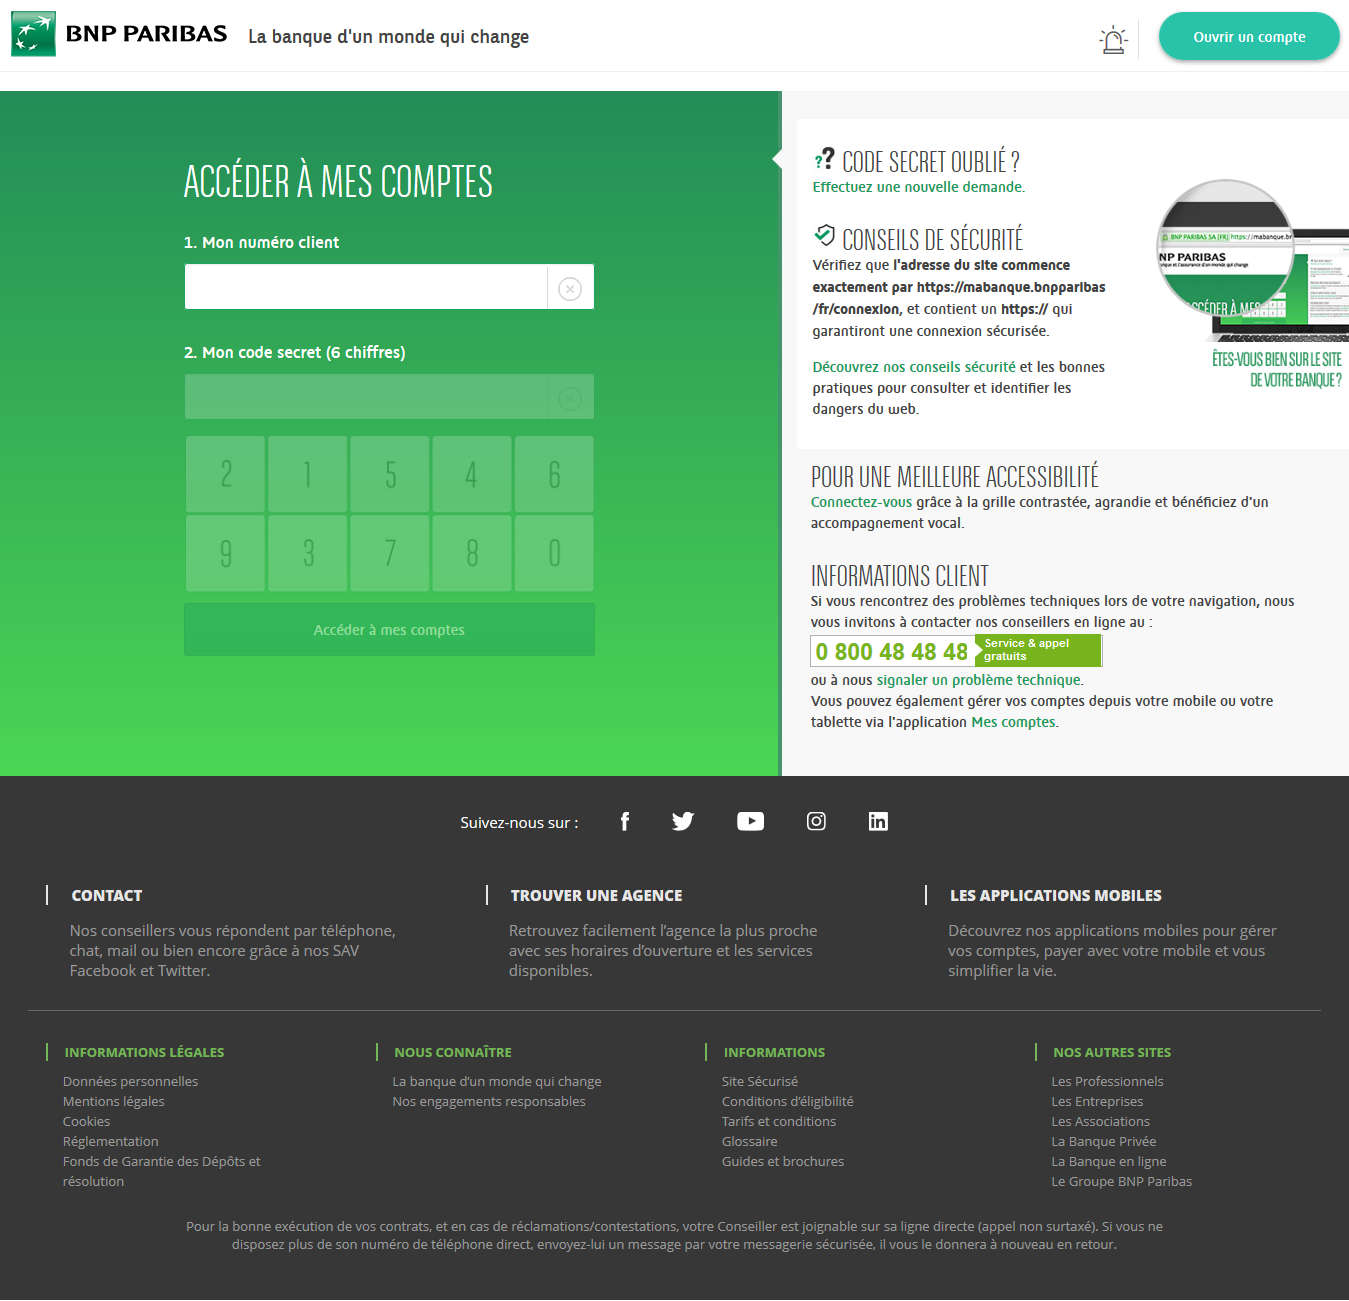 BNP PARIBAS
La banque d'un monde qui change
Ouvrir un compte
ACCÉDER À MES COMPTES
1. Mon numéro client
2. Mon code secret (6 chiffres)
2 1 5 4 6
9 3 7 8 0
Accéder à mes comptes
?? CODE SECRET OUBLIÉ ?
Effectuez une nouvelle demande.
CONSEILS DE SÉCURITÉ
Vérifiez que l'adresse du site commence
exactement par https://mabanque.bnpparibas
/fr/connexion, et contient un https:// qui
garantiront une connexion sécurisée.
Découvrez nos conseils sécurité et les bonnes
pratiques pour consulter et identifier les
dangers du web.
BNP PARIBAS SA [FR] https://mabanque.bn
NP PARIBAS
que et l'assurance d'un monde qui change
CCÉDER À MES
ÊTES-VOUS BIEN SUR LE SITE
DE VOTRE BANQUE ?
POUR UNE MEILLEURE ACCESSIBILITÉ
Connectez-vous grâce à la grille contrastée, agrandie et bénéficiez d'un
accompagnement vocal.
INFORMATIONS CLIENT
Si vous rencontrez des problèmes techniques lors de votre navigation, nous
vous invitons à contacter nos conseillers en ligne au :
0 800 48 48 48
Service & appel
gratuits
ou à nous signaler un problème technique.
Vous pouvez également gérer vos comptes depuis votre mobile ou votre
tablette via l'application Mes comptes.
Suivez-nous sur :
CONTACT
Nos conseillers vous répondent par téléphone,
chat, mail ou bien encore grâce à nos SAV
Facebook et Twitter.
TROUVER UNE AGENCE
Retrouvez facilement l’agence la plus proche
avec ses horaires d’ouverture et les services
disponibles.
LES APPLICATIONS MOBILES
Découvrez nos applications mobiles pour gérer
vos comptes, payer avec votre mobile et vous
simplifier la vie.
INFORMATIONS LÉGALES
Données personnelles
Mentions légales
Cookies
Réglementation
Fonds de Garantie des Dépôts et
résolution
NOUS CONNAÎTRE
La banque d’un monde qui change
Nos engagements responsables
INFORMATIONS
Site Sécurisé
Conditions d’éligibilité
Tarifs et conditions
Glossaire
Guides et brochures
NOS AUTRES SITES
Les Professionnels
Les Entreprises
Les Associations
La Banque Privée
La Banque en ligne
Le Groupe BNP Paribas
Pour la bonne exécution de vos contrats, et en cas de réclamations/contestations, votre Conseiller est joignable sur sa ligne directe (appel non surtaxé). Si vous ne
disposez plus de son numéro de téléphone direct, envoyez-lui un message par votre messagerie sécurisée, il vous le donnera à nouveau en retour.